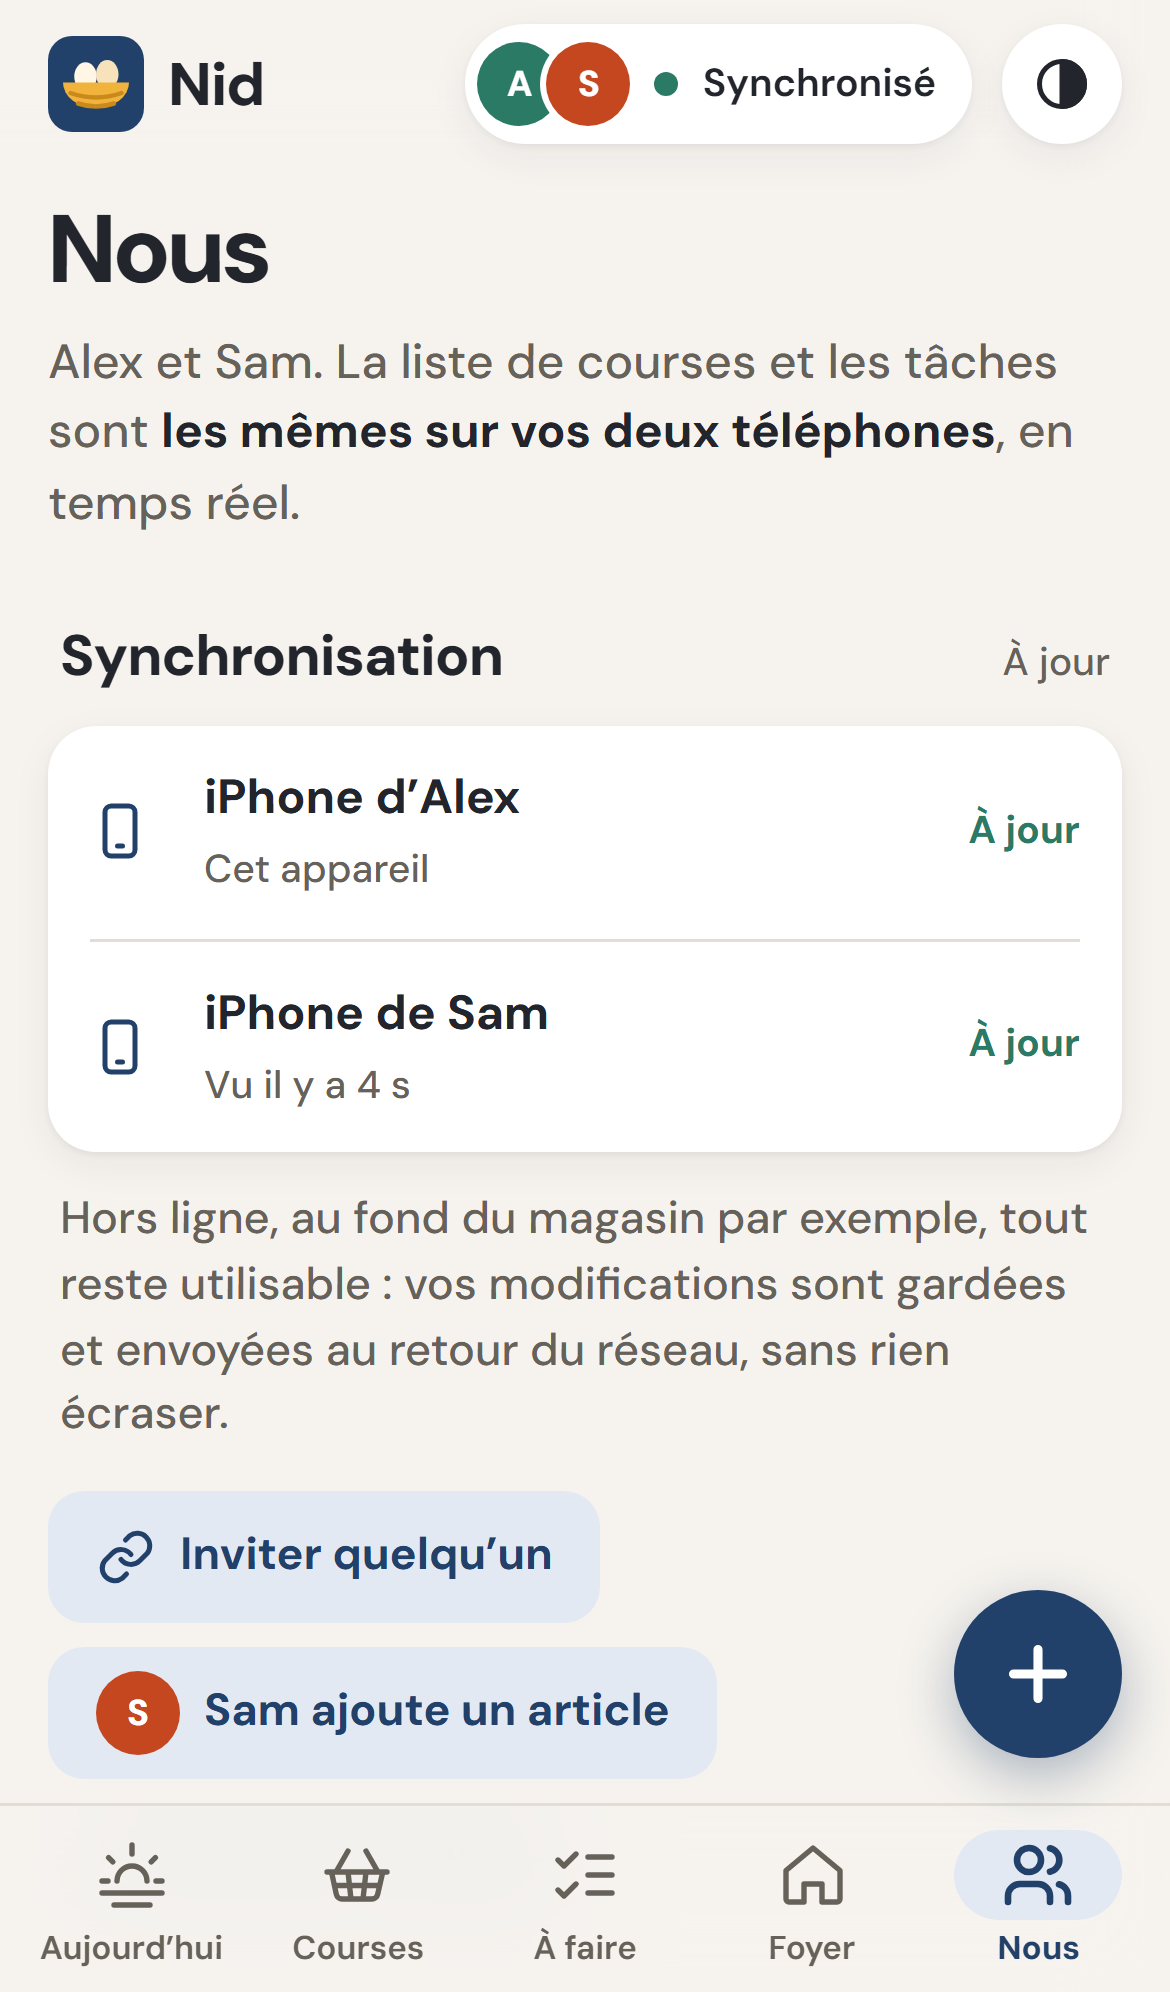 Nid
A
S
Synchronisé
Nous
Alex et Sam. La liste de courses et les tâches
sont les mêmes sur vos deux téléphones, en
temps réel.
Synchronisation
À jour
iPhone d’Alex
Cet appareil
À jour
iPhone de Sam
Vu il y a 4 s
À jour
Hors ligne, au fond du magasin par exemple, tout
reste utilisable : vos modifications sont gardées
et envoyées au retour du réseau, sans rien
écraser.
Inviter quelqu’un
S
Sam ajoute un article
Aujourd’hui
Courses
À faire
Foyer
Nous